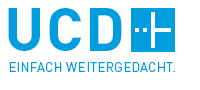 UCD
EINFACH WEITERGEDACHT.